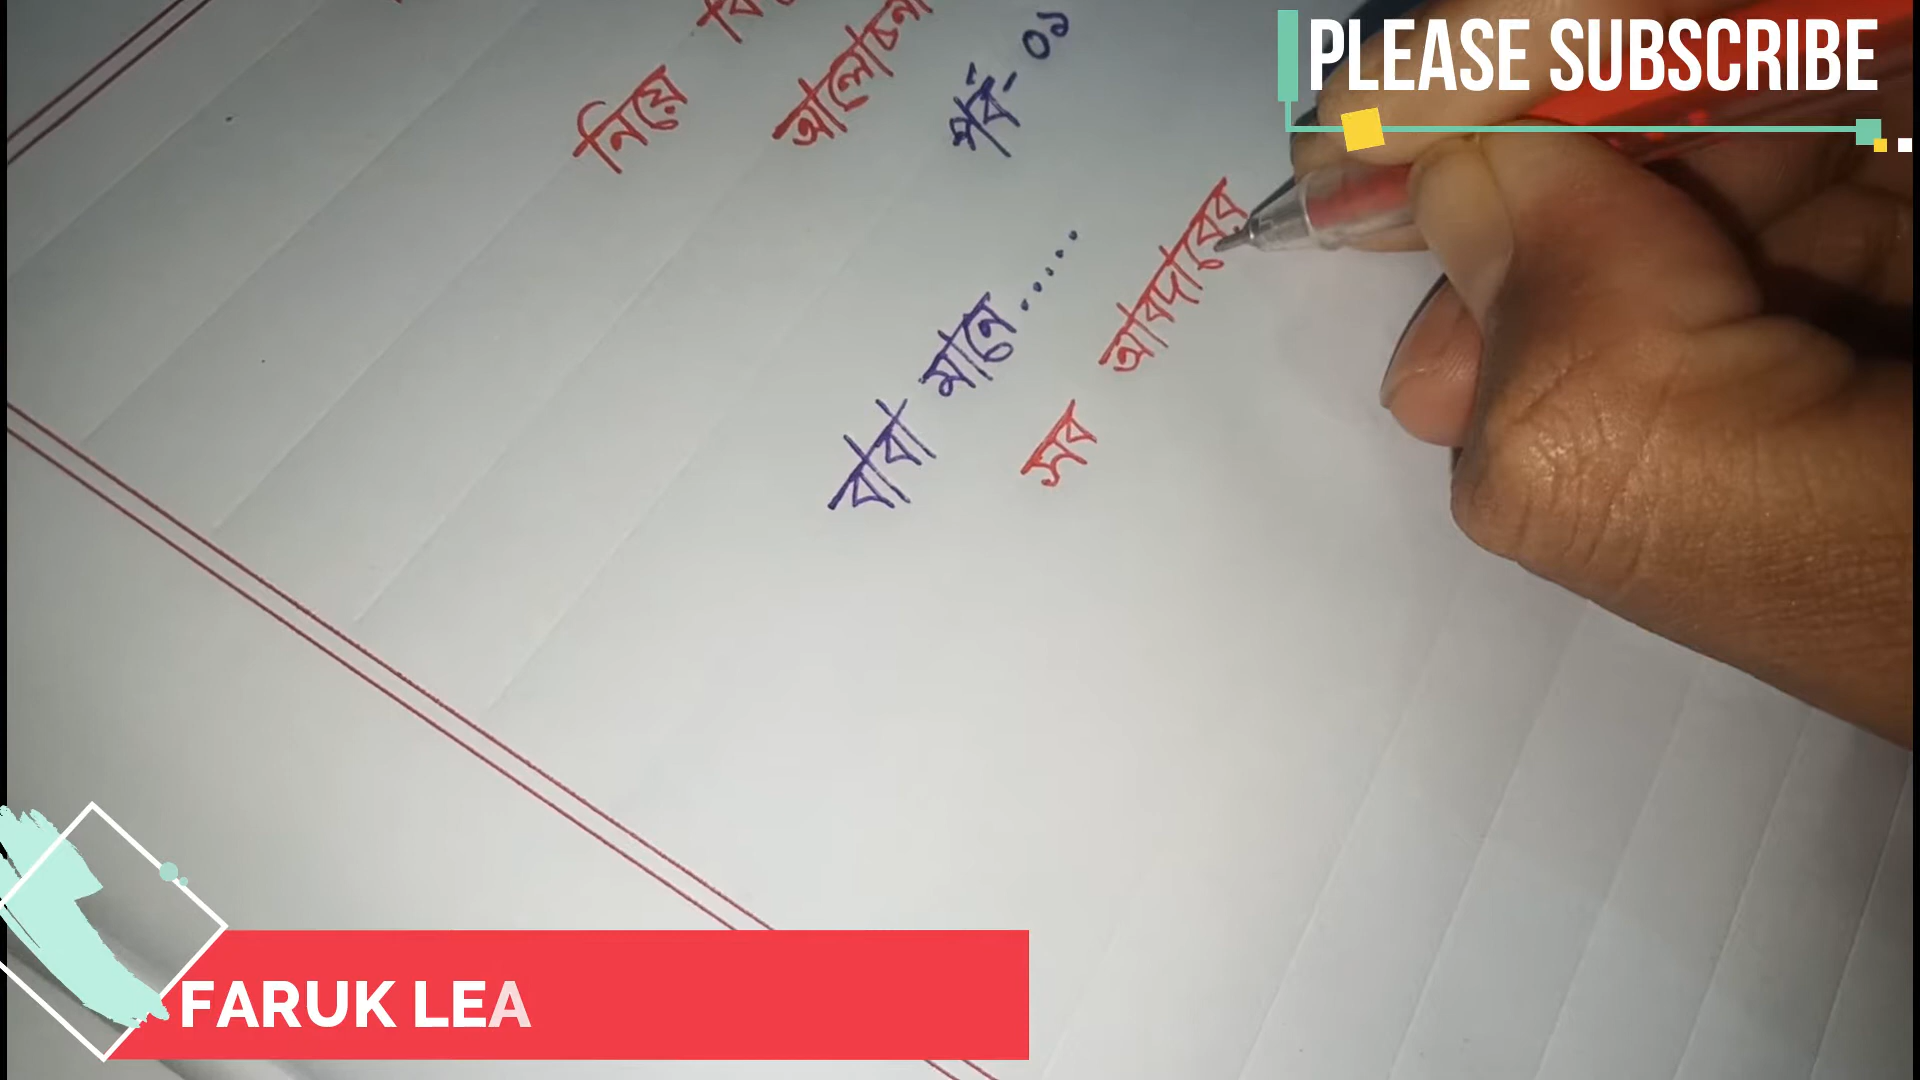 PLEASE SUBSCRIBE
নিয়ে
আলোচনা
পর্ব- ০১
বাবা মানে.....
সব আবদারের
FARUK LEA